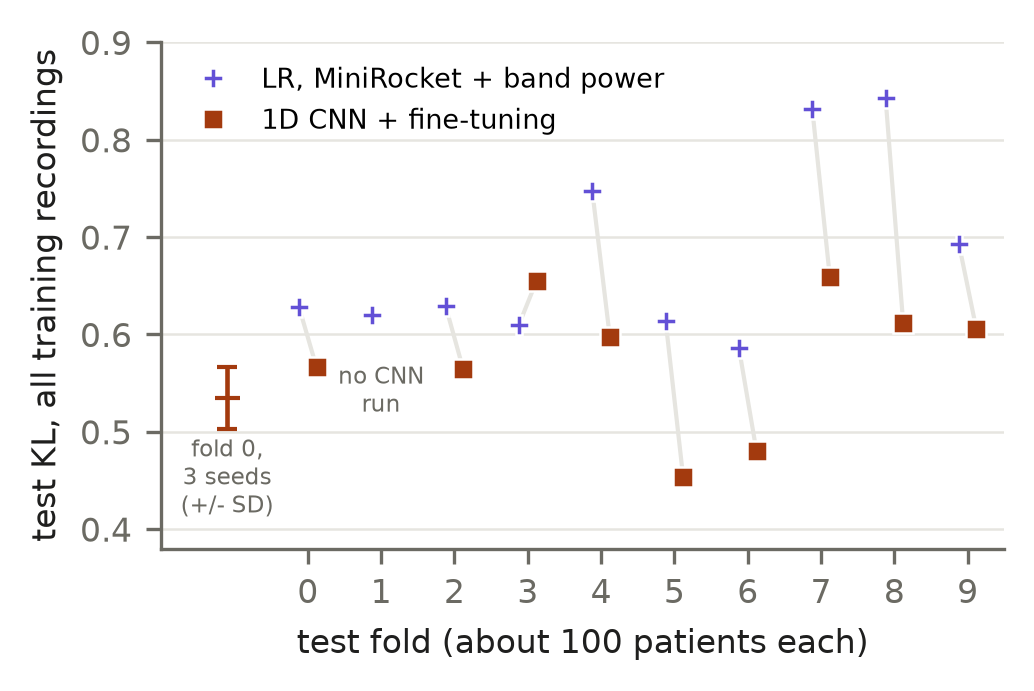 LR, MiniRocket + band power
1D CNN + fine-tuning
test KL, all training recordings
0.9
0.8
0.7
0.6
0.5
0.4
no CNN
run
fold 0,
3 seeds
(+/- SD)
0 1 2 3 4 5 6 7 8 9
test fold (about 100 patients each)